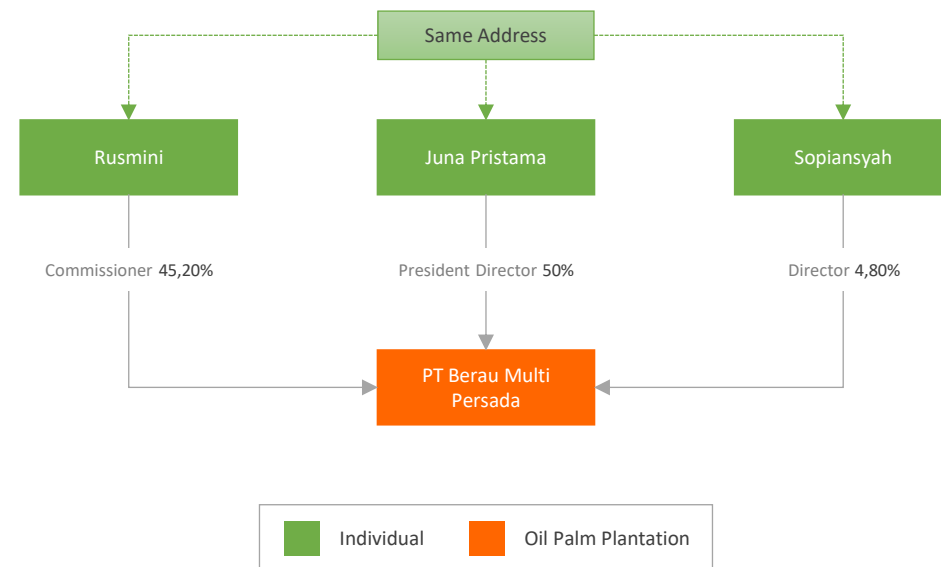 Same Address
Rusmini
Juna Pristama
Sopiansyah
Commissioner 45,20%
President Director 50%
Director 4,80%
PT Berau Multi
Persada
Individual
Oil Palm Plantation